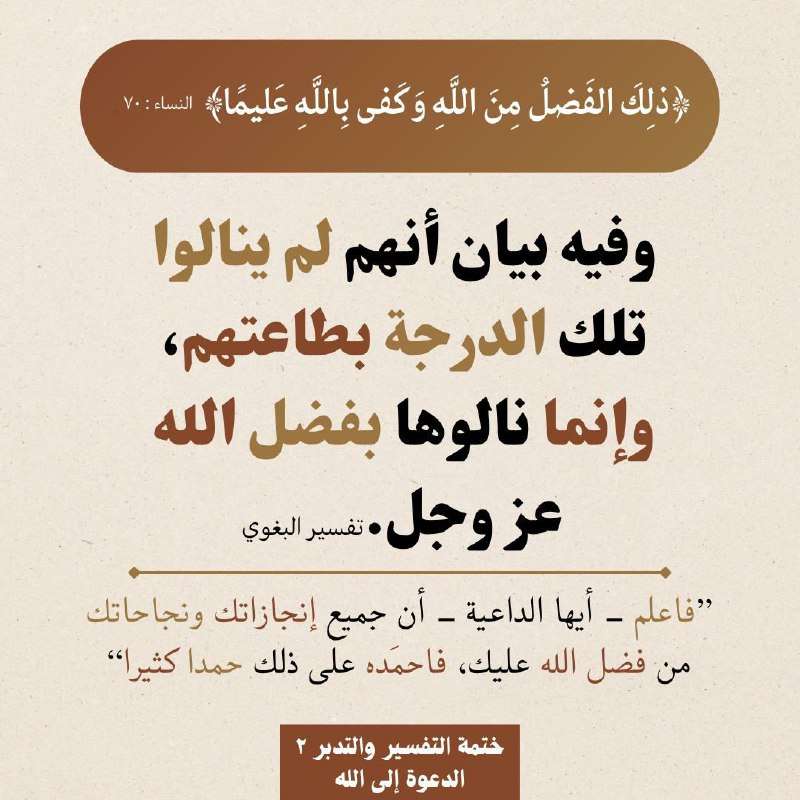 ﴿ذلِكَ الفَضلُ مِنَ اللَّهِ وَكَفى بِاللَّهِ عَليمًا﴾ النساء : ٧٠
وفيه بيان أنهم لم ينالوا
تلك الدرجة بطاعتهم،
وإنما نالوها بفضل الله
عز وجل. تفسير البغوي
”فاعلم ـ أيها الداعية ـ أن جميع إنجازاتك ونجاحاتك
من فضل الله عليك، فاحمَده على ذلك حمدا كثيرا“
ختمة التفسير والتدبر ٢
الدعوة إلى الله